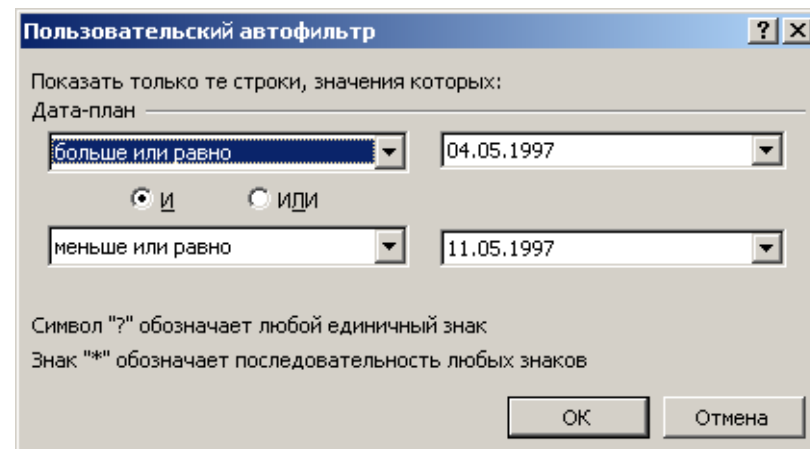 Пользовательский автофильтр
Показать только те строки, значения которых:
Дата-план
больше или равно 04.05.1997
И ИЛИ
меньше или равно 11.05.1997
Символ "?" обозначает любой единичный знак
Знак "*" обозначает последовательность любых знаков
ОК Отмена